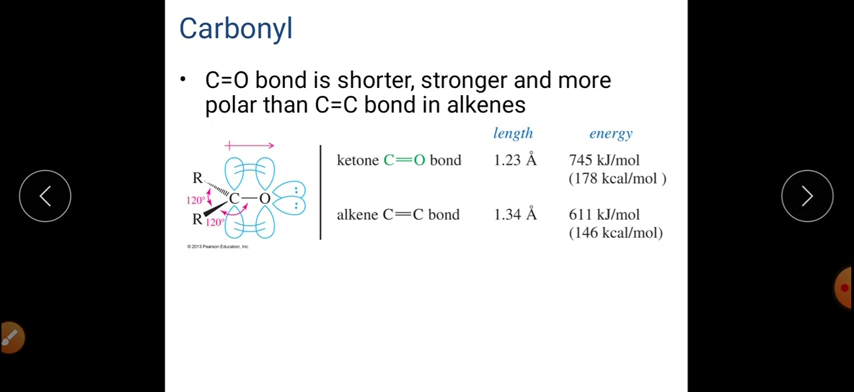 Carbonyl
• C=O bond is shorter, stronger and more
polar than C=C bond in alkenes
length energy
ketone C=O bond 1.23 Å 745 kJ/mol
(178 kcal/mol )
alkene C=C bond 1.34 Å 611 kJ/mol
(146 kcal/mol)
R
120°
C—O
R 120°
© 2013 Pearson Education, Inc.